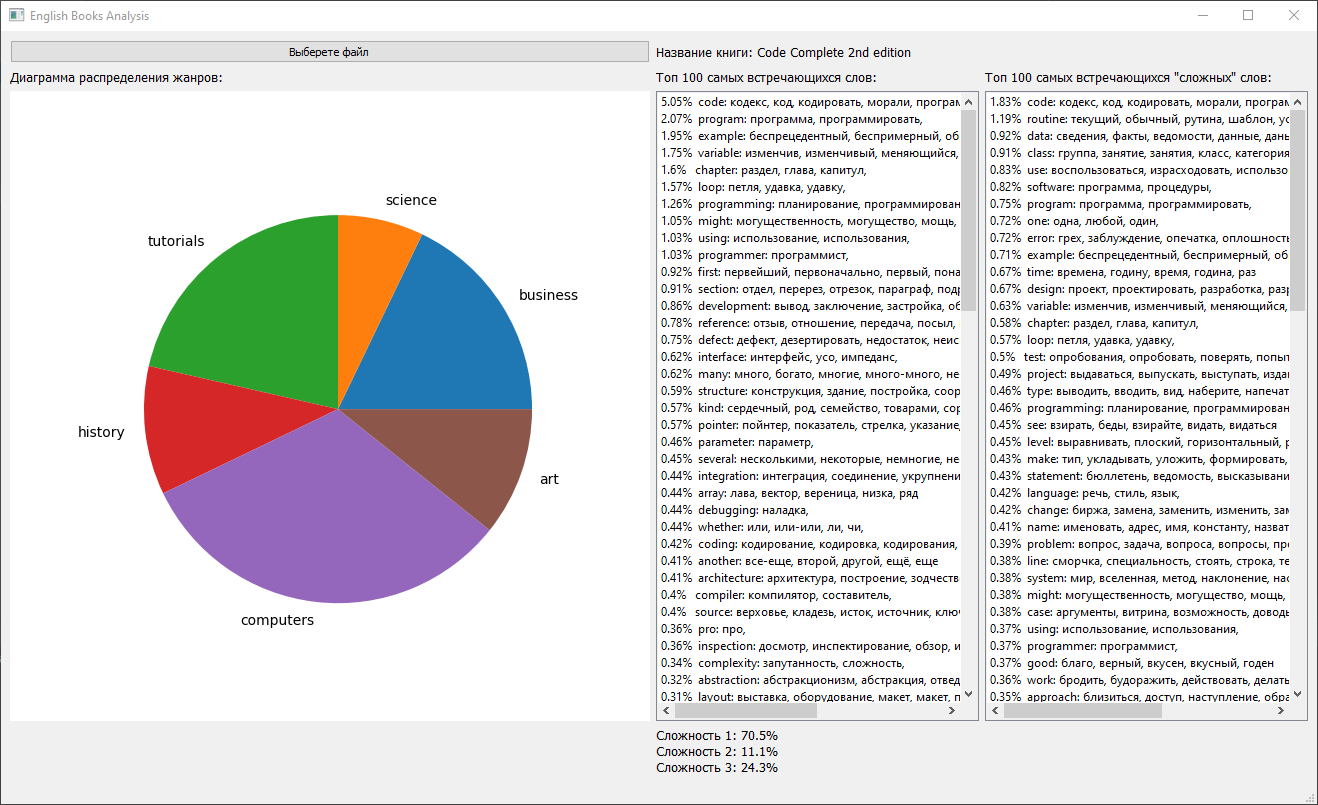 English Books Analysis
Выберете файл
Название книги: Code Complete 2nd edition
Диаграмма распределения жанров:
science
tutorials
business
history
art
computers
Топ 100 самых встречающихся слов:
5.05% code: кодекс, код, кодировать, морали, програм
2.07% program: программа, программировать,
1.95% example: беспрецедентный, беспримерный, об
1.75% variable: изменчив, изменчивый, меняющийся,
1.6% chapter: раздел, глава, капитул,
1.57% loop: петля, удавка, удавку,
1.26% programming: планирование, программирован
1.05% might: могущественность, могущество, мощь,
1.03% using: использование, использования,
1.03% programmer: программист,
0.92% first: первейший, первоначально, первый, пона
0.91% section: отдел, перерез, отрезок, параграф, под
0.86% development: вывод, заключение, застройка, об
0.78% reference: отзыв, отношение, передача, посыл,
0.75% defect: дефект, дезертировать, недостаток, неис
0.62% interface: интерфейс, усо, импеданс,
0.62% many: много, богато, многие, много-много, не
0.59% structure: конструкция, здание, постройка, соор
0.57% kind: сердечный, род, семейство, товарами, сор
0.57% pointer: пойнтер, показатель, стрелка, указание,
0.46% parameter: параметр,
0.45% several: несколькими, некоторые, немногие, не
0.44% integration: интеграция, соединение, укрупнени
0.44% array: лава, вектор, вереница, низка, ряд
0.44% debugging: наладка,
0.44% whether: или, или-или, ли, чи,
0.42% coding: кодирование, кодировка, кодирования,
0.41% another: все-еще, второй, другой, ещё, еще
0.41% architecture: архитектура, построение, зодчеств
0.4% compiler: компилятор, составитель,
0.4% source: верховье, кладезь, исток, источник, клю
0.36% pro: про,
0.36% inspection: досмотр, инспектирование, обзор, и
0.34% complexity: запутанность, сложность,
0.32% abstraction: абстракционизм, абстракция, отвед
0.31% layout: выставка, оборудование, макет, макет, п
Топ 100 самых встречающихся "сложных" слов:
1.83% code: кодекс, код, кодировать, морали, програм
1.19% routine: текущий, обычный, рутина, шаблон, ус
0.92% data: сведения, факты, ведомости, данные, дань
0.91% class: группа, занятие, занятия, класс, категория
0.83% use: воспользоваться, израсходовать, использо
0.82% software: программа, процедуры,
0.75% program: программа, программировать,
0.72% one: одна, любой, один,
0.72% error: грех, заблуждение, опечатка, оплошность
0.71% example: беспрецедентный, беспримерный, об
0.67% time: времена, годину, время, година, раз
0.67% design: проект, проектировать, разработка, разр
0.63% variable: изменчив, изменчивый, меняющийся,
0.58% chapter: раздел, глава, капитул,
0.57% loop: петля, удавка, удавку,
0.5% test: опробования, опробовать, поверять, попыт
0.49% project: выдаваться, выпускать, выступать, изда
0.46% type: выводить, вводить, вид, наберите, напечат
0.46% programming: планирование, программирован
0.45% see: взирать, беды, взирайте, видать, видаться
0.45% level: выравнивать, плоский, горизонтальный, р
0.43% make: тип, укладывать, уложить, формировать,
0.43% statement: бюллетень, ведомость, высказывани
0.42% language: речь, стиль, язык,
0.42% change: биржа, замена, заменить, изменить, зам
0.41% name: именовать, адрес, имя, константу, назват
0.39% problem: вопрос, задача, вопроса, вопросы, пр
0.38% line: сморчка, специальность, стоять, строка, те
0.38% system: мир, вселенная, метод, наклонение, нас
0.38% might: могущественность, могущество, мощь,
0.38% case: аргументы, витрина, возможность, доводы
0.37% using: использование, использования,
0.37% programmer: программист,
0.37% good: благо, верный, вкусен, вкусный, годен
0.36% work: бродить, будоражить, действовать, делать
0.35% approach: близиться, доступ, наступление, обра
Сложность 1: 70.5%
Сложность 2: 11.1%
Сложность 3: 24.3%